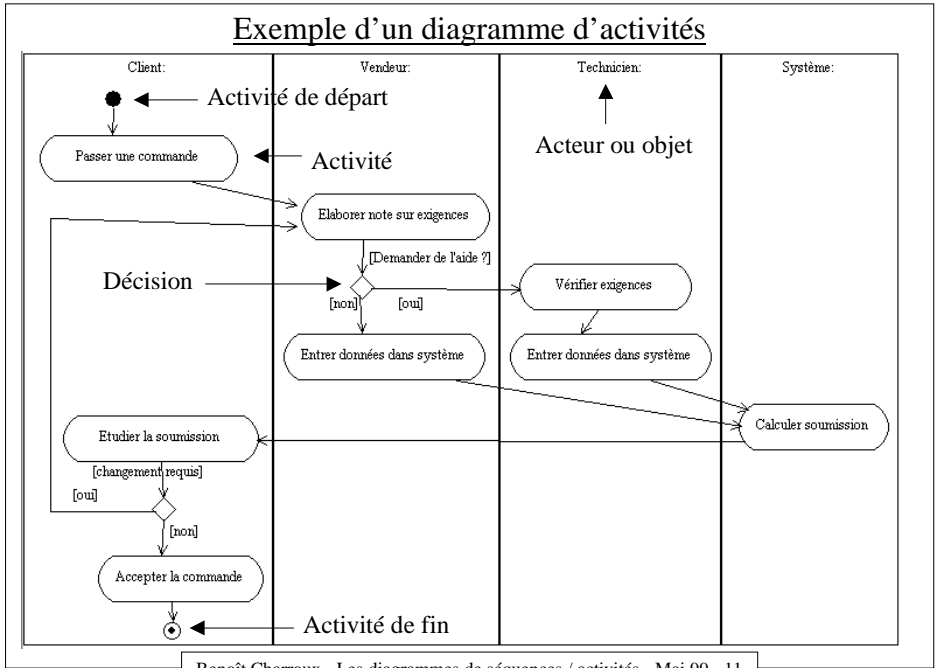 Exemple d'un diagramme d'activités
Client:
Vendeur:
Technicien:
Système:
Activité de départ
Acteur ou objet
Passer une commande
Activité
Elaborer note sur exigences
[Demander de l'aide ?]
Décision
Vérifier exigences
[non]
[oui]
Entrer données dans système
Entrer données dans système
Etudier la soumission
Calculer soumission
[changement requis]
[oui]
[non]
Accepter la commande
Activité de fin
Benoît Charroux - Les diagrammes de séquences / activités - Mai 99 - 11